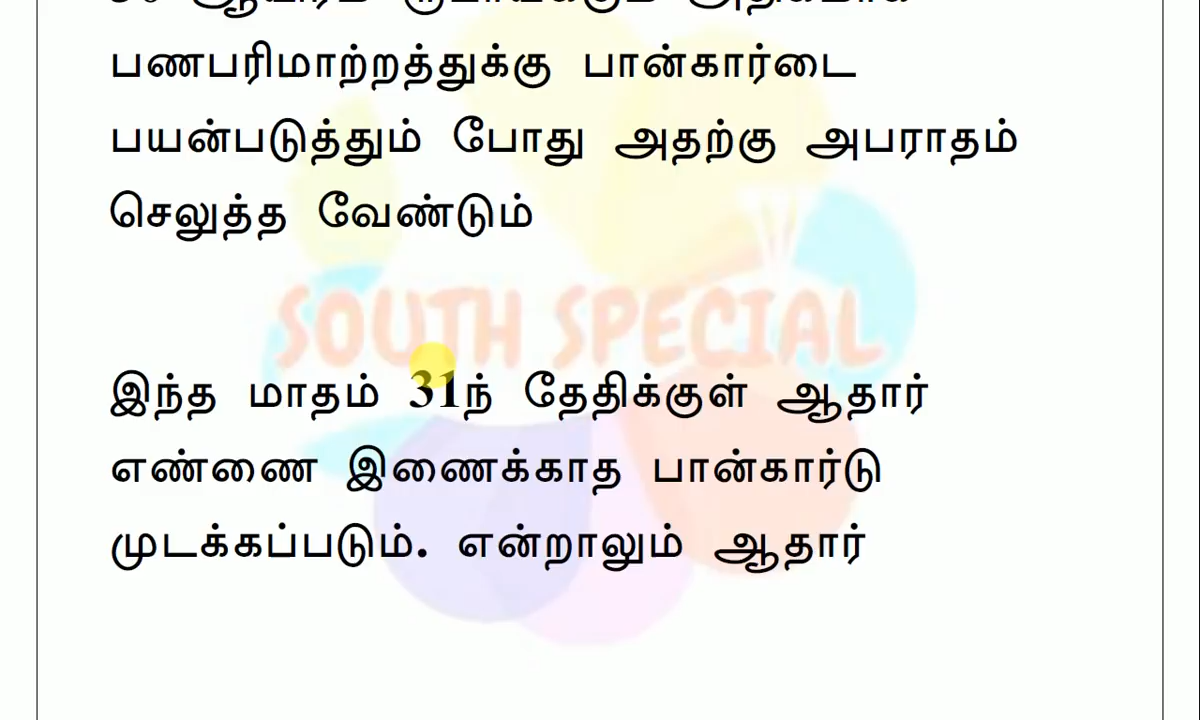 பணபரிமாற்றத்துக்கு பான்கார்டை
பயன்படுத்தும் போது அதற்கு அபராதம்
செலுத்த வேண்டும்
SOUTH SPECIAL
இந்த மாதம் 31ந் தேதிக்குள் ஆதார்
எண்ணை இணைக்காத பான்கார்டு
முடக்கப்படும். என்றாலும் ஆதார்